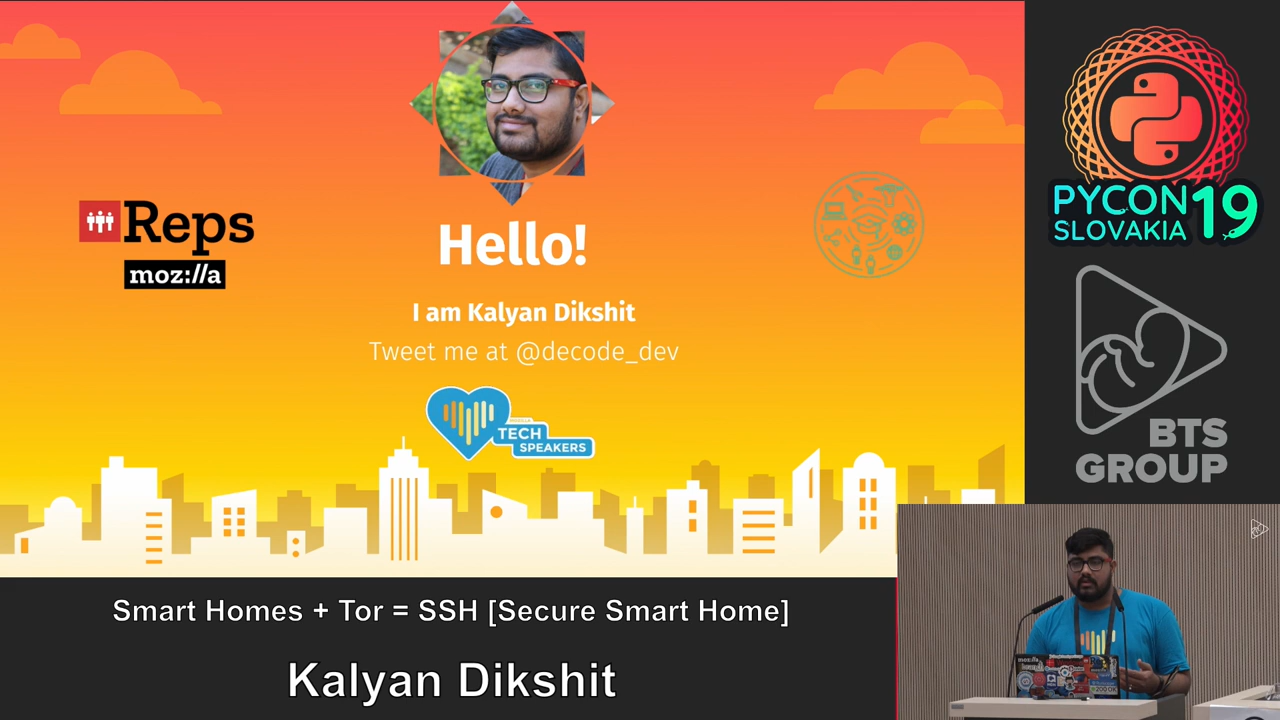 Reps
moz://a
Hello!
I am Kalyan Dikshit
Tweet me at @decode_dev
MOZILLA
TECH
SPEAKERS
PYCON 19
SLOVAKIA
BTS
GROUP
Smart Homes + Tor = SSH [Secure Smart Home]
Kalyan Dikshit